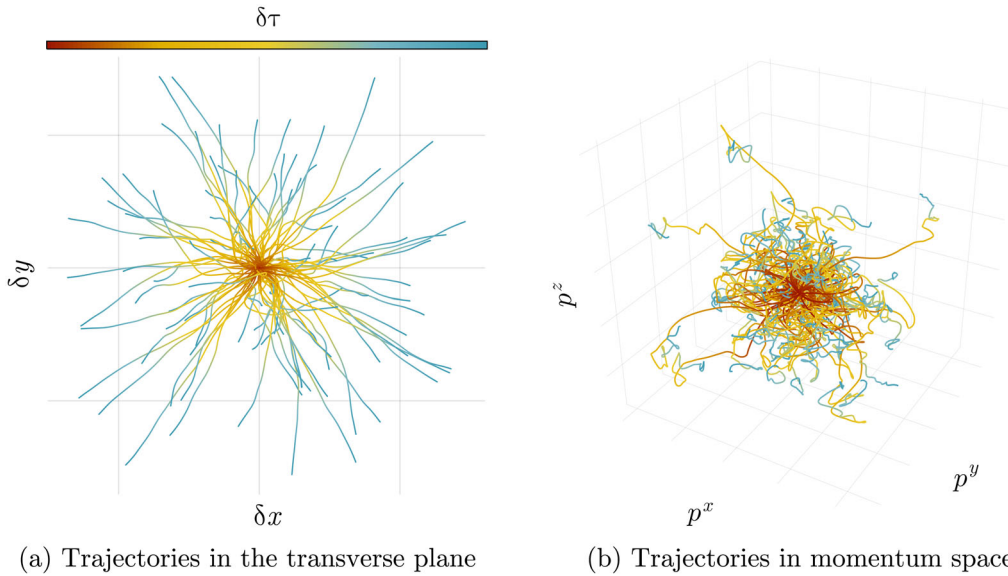 δτ
δy
δx
(a) Trajectories in the transverse plane
p^z
p^y
p^x
(b) Trajectories in momentum space